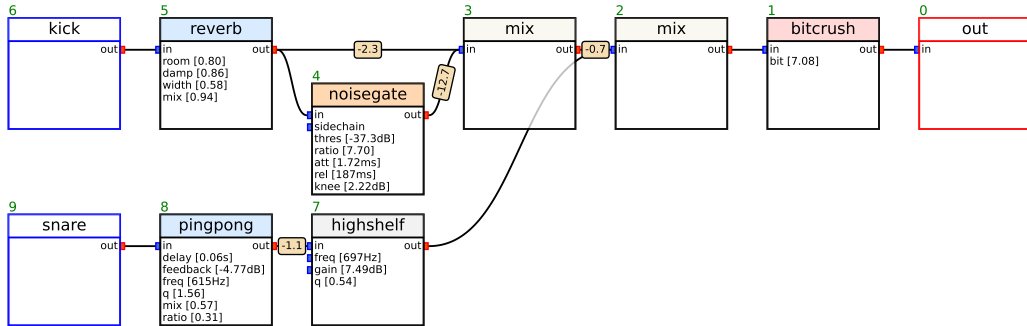 6
kick
out
5
reverb
in out
room [0.80]
damp [0.86]
width [0.58]
mix [0.94]
-2.3
4
noisegate
in out
sidechain
thres [-37.3dB]
ratio [7.70]
att [1.72ms]
rel [187ms]
knee [2.22dB]
-12.7
3
mix
in out
-0.7
2
mix
in out
1
bitcrush
in out
bit [7.08]
0
out
in
9
snare
out
8
pingpong
in out
delay [0.06s]
feedback [-4.77dB]
freq [615Hz]
q [1.56]
mix [0.57]
ratio [0.31]
-1.1
7
highshelf
in out
freq [697Hz]
gain [7.49dB]
q [0.54]